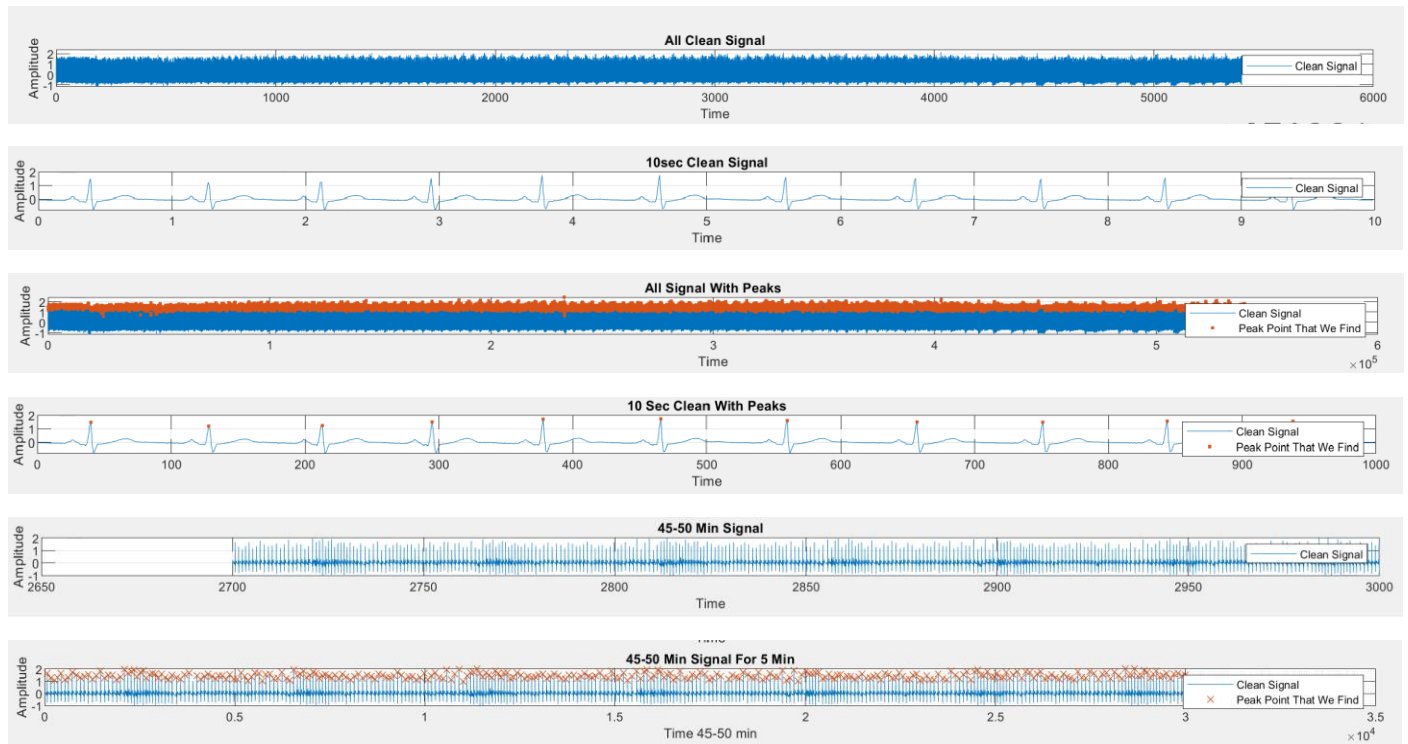 All Clean Signal
Amplitude
2
1
0
-1
Clean Signal
0 1000 2000 3000 4000 5000 6000
Time
10sec Clean Signal
Amplitude
2
1
0
Clean Signal
0 1 2 3 4 5 6 7 8 9 10
Time
All Signal With Peaks
Amplitude
2
1
0
-1
Clean Signal
Peak Point That We Find
0 1 2 3 4 5 6
Time
×10^5
10 Sec Clean With Peaks
Amplitude
2
1
0
Clean Signal
Peak Point That We Find
0 100 200 300 400 500 600 700 800 900 1000
Time
45-50 Min Signal
Amplitude
2
1
0
-1
Clean Signal
2650 2700 2750 2800 2850 2900 2950 3000
Time
Time
45-50 Min Signal For 5 Min
Amplitude
2
1
0
-1
Clean Signal
Peak Point That We Find
0 0.5 1 1.5 2 2.5 3 3.5
Time 45-50 min
×10^4